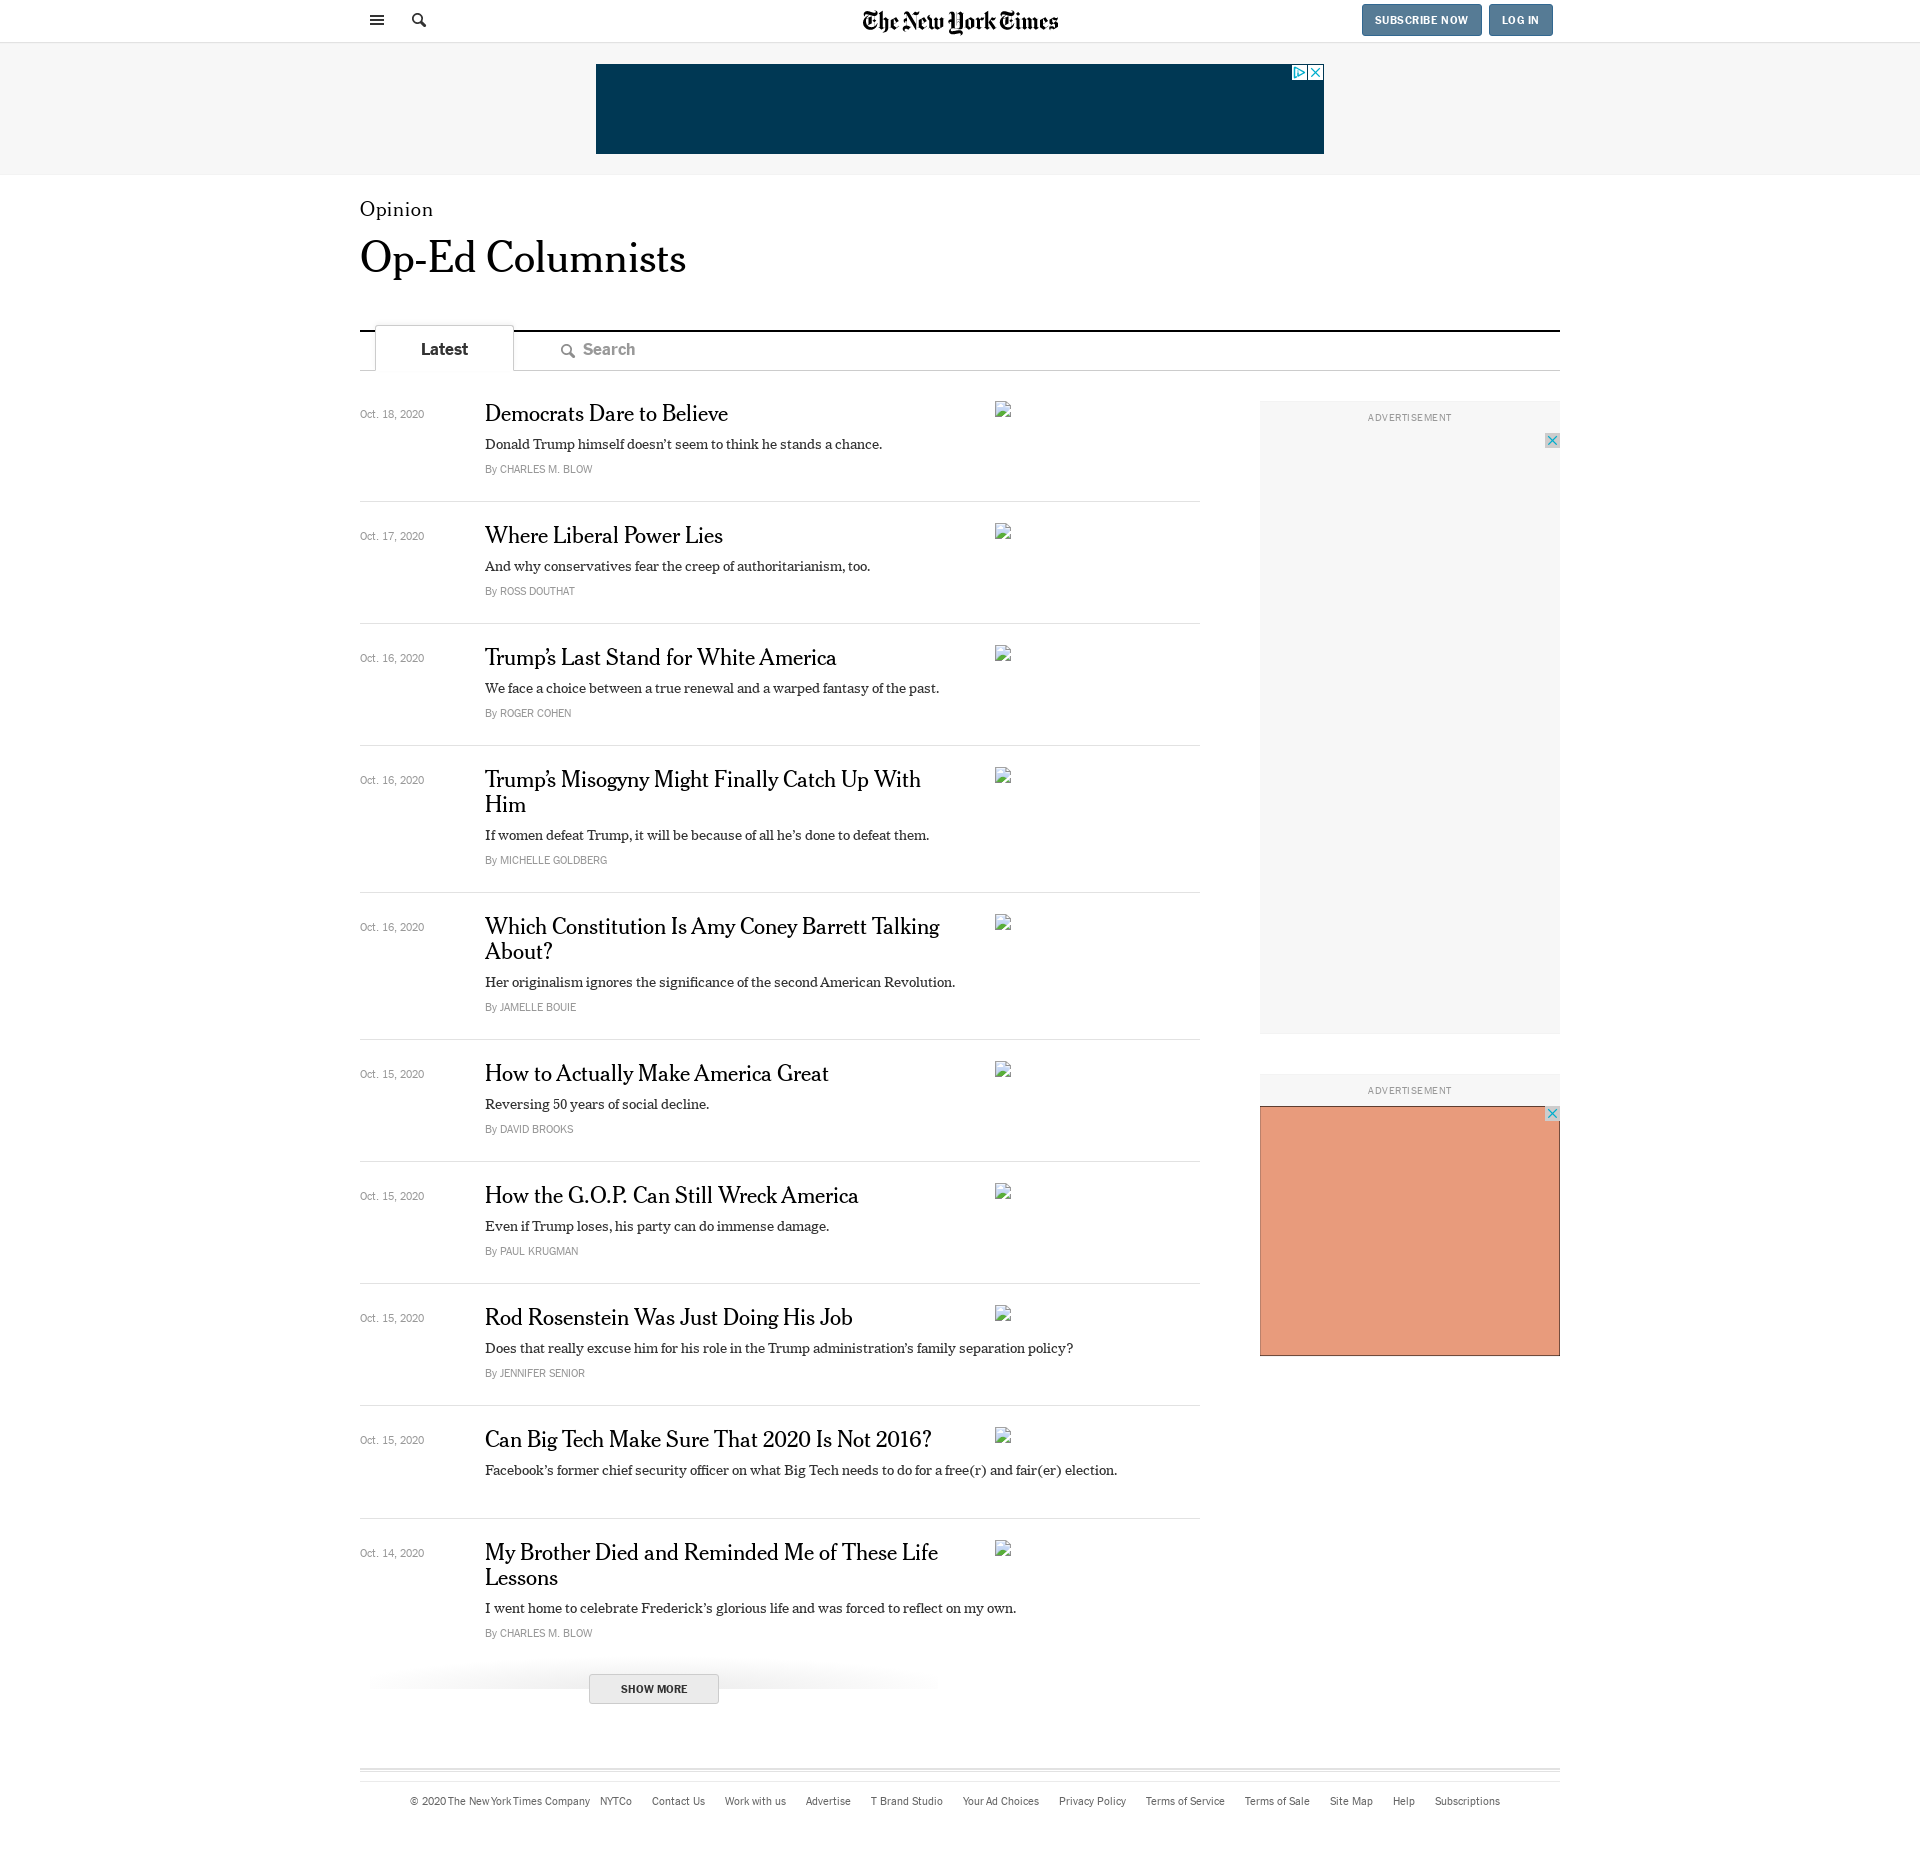 The New York Times
SUBSCRIBE NOW
LOG IN
Opinion
Op-Ed Columnists
Latest
Search
Oct. 18, 2020
Democrats Dare to Believe
Donald Trump himself doesn’t seem to think he stands a chance.
By CHARLES M. BLOW
Oct. 17, 2020
Where Liberal Power Lies
And why conservatives fear the creep of authoritarianism, too.
By ROSS DOUTHAT
Oct. 16, 2020
Trump’s Last Stand for White America
We face a choice between a true renewal and a warped fantasy of the past.
By ROGER COHEN
Oct. 16, 2020
Trump’s Misogyny Might Finally Catch Up With
Him
If women defeat Trump, it will be because of all he’s done to defeat them.
By MICHELLE GOLDBERG
Oct. 16, 2020
Which Constitution Is Amy Coney Barrett Talking
About?
Her originalism ignores the significance of the second American Revolution.
By JAMELLE BOUIE
Oct. 15, 2020
How to Actually Make America Great
Reversing 50 years of social decline.
By DAVID BROOKS
Oct. 15, 2020
How the G.O.P. Can Still Wreck America
Even if Trump loses, his party can do immense damage.
By PAUL KRUGMAN
Oct. 15, 2020
Rod Rosenstein Was Just Doing His Job
Does that really excuse him for his role in the Trump administration’s family separation policy?
By JENNIFER SENIOR
Oct. 15, 2020
Can Big Tech Make Sure That 2020 Is Not 2016?
Facebook’s former chief security officer on what Big Tech needs to do for a free(r) and fair(er) election.
Oct. 14, 2020
My Brother Died and Reminded Me of These Life
Lessons
I went home to celebrate Frederick’s glorious life and was forced to reflect on my own.
By CHARLES M. BLOW
SHOW MORE
ADVERTISEMENT
ADVERTISEMENT
© 2020 The New York Times Company NYTCo Contact Us Work with us Advertise T Brand Studio Your Ad Choices Privacy Policy Terms of Service Terms of Sale Site Map Help Subscriptions